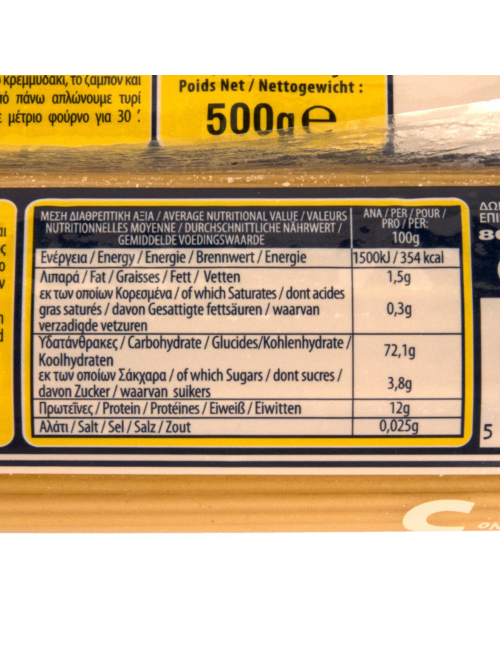 κρεμμυδάκι, το ζαμπόν και
πάνω απλώνουμε τυρί
μέτριο φούρνο για 30 '.
Poids Net / Nettogewicht :
500g e
ΜΕΣΗ ΔΙΑΘΡΕΠΤΙΚΗ ΑΞΙΑ / AVERAGE NUTRITIONAL VALUE / VALEURS
NUTRITIONNELLES MOYENNE / DURCHSCHNITTLICHE NÄHRWERT /
GEMIDDELDE VOEDINGSWAARDE
ANA / PER / POUR /
PRO / PER:
100g
Ενέργεια / Energy / Energie / Brennwert / Energie
1500kJ / 354 kcal
Λιπαρά / Fat / Graisses / Fett / Vetten
1,5g
εκ των οποίων Κορεσμένα / of which Saturates / dont acides
gras saturés / davon Gesattigte fettsäuren / waarvan
verzadigde vetzuren
0,3g
Υδατάνθρακες / Carbohydrate / Glucides/Kohlenhydrate /
Koolhydraten
72,1g
εκ των οποίων Σάκχαρα / of which Sugars / dont sucres /
davon Zucker / waarvan suikers
3,8g
Πρωτεΐνες / Protein / Protéines / Eiweiß / Eiwitten
12g
Αλάτι / Salt / Sel / Salz / Zout
0,025g
5